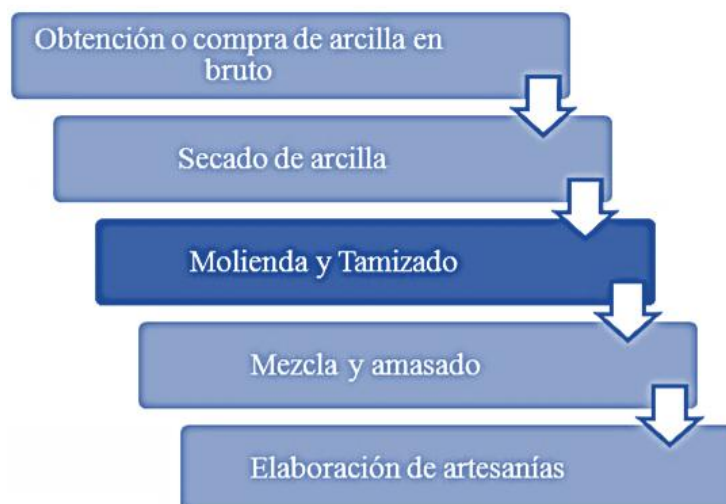 Obtención o compra de arcilla en
bruto
Secado de arcilla
Molienda y Tamizado
Mezcla y amasado
Elaboración de artesanías